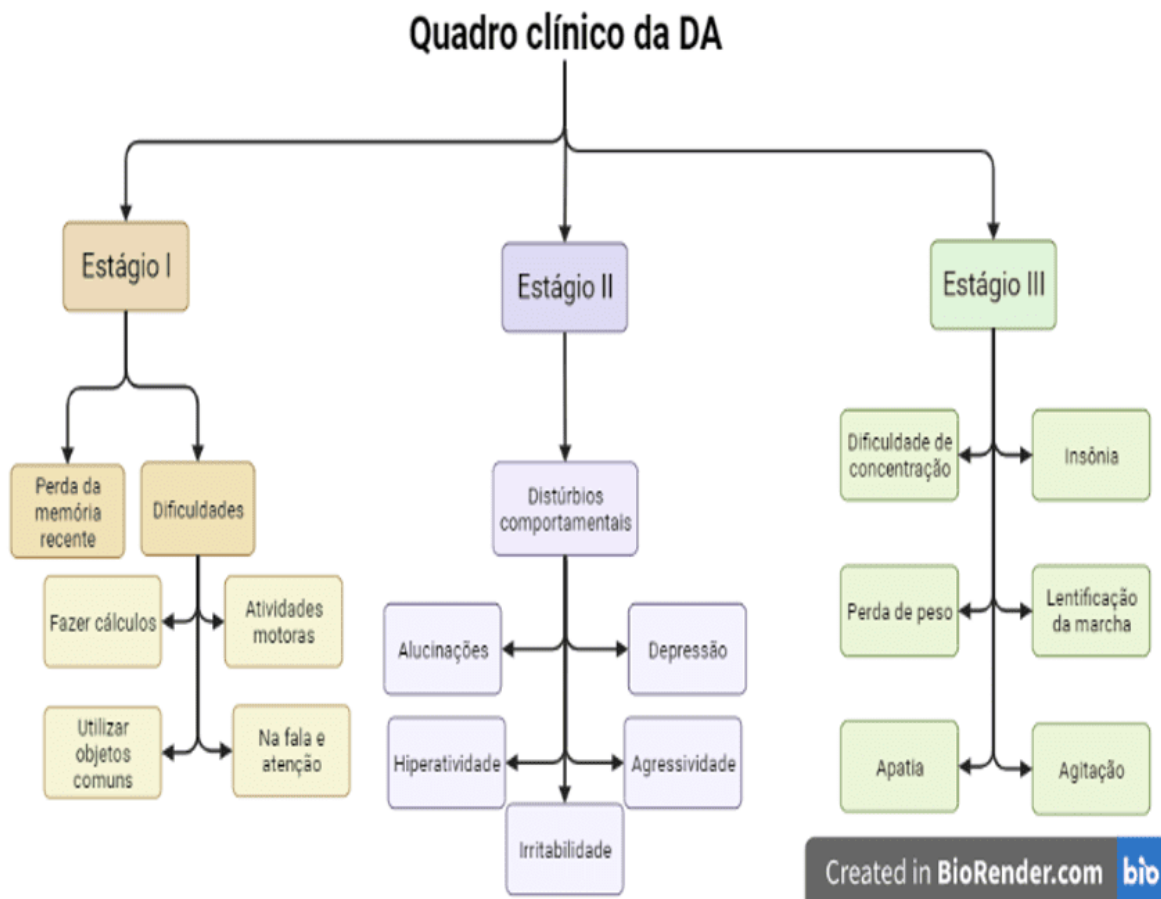 Quadro clínico da DA
Estágio I
Estágio II
Estágio III
Perda da
memória
recente
Dificuldades
Fazer cálculos
Atividades
motoras
Utilizar
objetos
comuns
Na fala e
atenção
Distúrbios
comportamentais
Alucinações
Depressão
Hiperatividade
Agressividade
Irritabilidade
Dificuldade de
concentração
Insônia
Perda de peso
Lentificação
da marcha
Apatia
Agitação
Created in BioRender.com bio